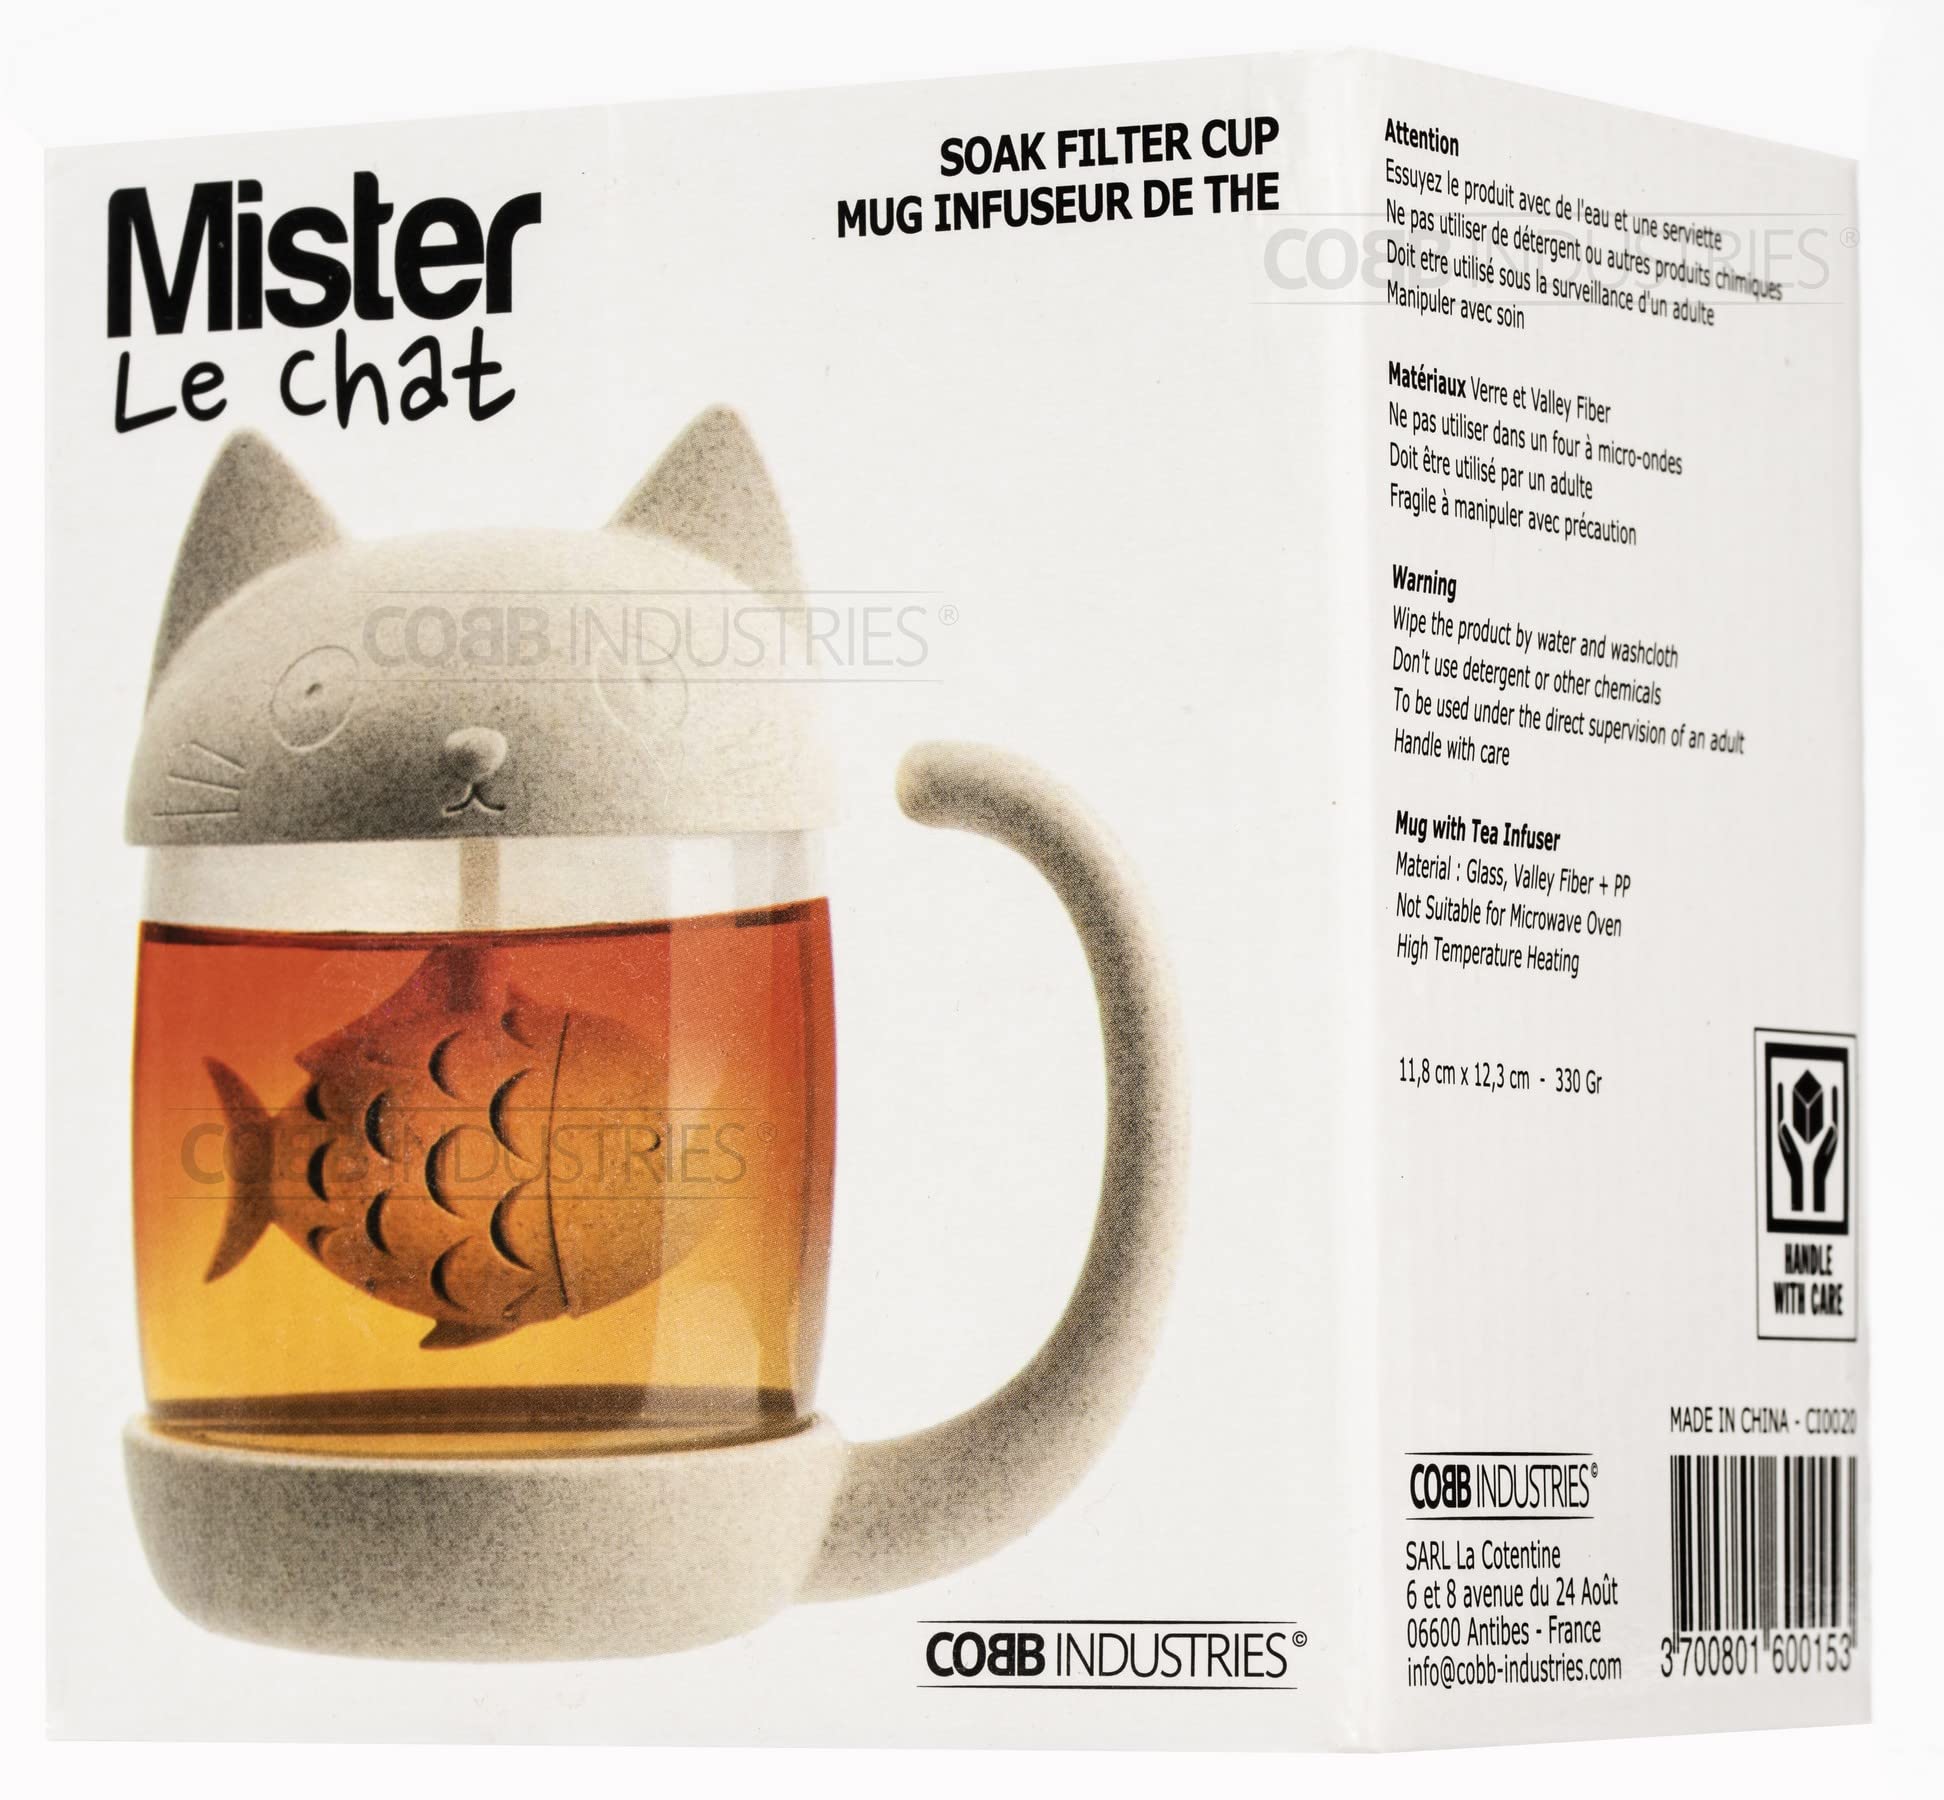 Mister
Le chat
SOAK FILTER CUP
MUG INFUSEUR DE THE
COBB INDUSTRIES®
COBB INDUSTRIES®
COBB INDUSTRIES©
Attention
Essuyez le produit avec de l'eau et une serviette
Ne pas utiliser de détergent ou autres produits chimiques
Doit etre utilisé sous la surveillance d'un adulte
Manipuler avec soin
COBB INDUSTRIES®
Matériaux Verre et Valley Fiber
Ne pas utiliser dans un four à micro-ondes
Doit être utilisé par un adulte
Fragile à manipuler avec précaution
Warning
Wipe the product by water and washcloth
Don't use detergent or other chemicals
To be used under the direct supervision of an adult
Handle with care
Mug with Tea Infuser
Material : Glass, Valley Fiber + PP
Not Suitable for Microwave Oven
High Temperature Heating
11,8 cm x 12,3 cm - 330 Gr
HANDLE
WITH CARE
MADE IN CHINA - CI0020
COBB INDUSTRIES©
SARL La Cotentine
6 et 8 avenue du 24 Août
06600 Antibes - France
info@cobb-industries.com
3 700801 600153